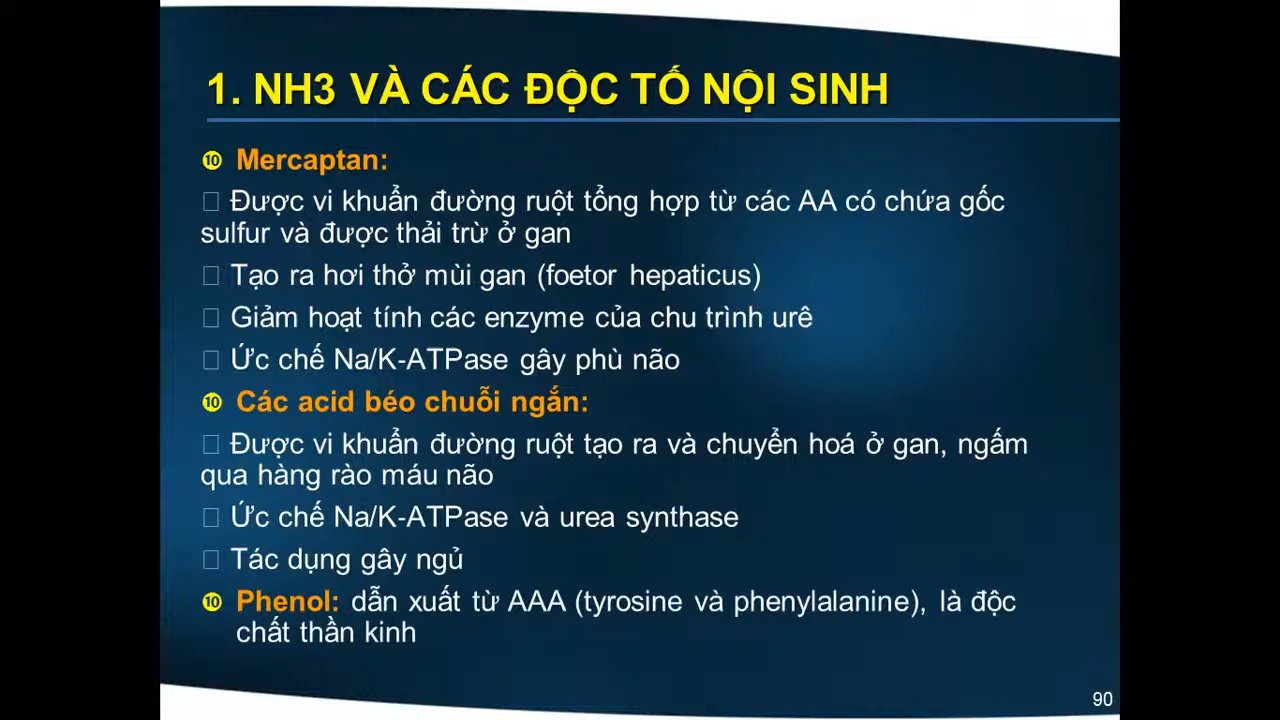 1. NH3 VÀ CÁC ĐỘC TỐ NỘI SINH
❿ Mercaptan:
□ Được vi khuẩn đường ruột tổng hợp từ các AA có chứa gốc
sulfur và được thải trừ ở gan
□ Tạo ra hơi thở mùi gan (foetor hepaticus)
□ Giảm hoạt tính các enzyme của chu trình urê
□ Ức chế Na/K-ATPase gây phù não
❿ Các acid béo chuỗi ngắn:
□ Được vi khuẩn đường ruột tạo ra và chuyển hoá ở gan, ngấm
qua hàng rào máu não
□ Ức chế Na/K-ATPase và urea synthase
□ Tác dụng gây ngủ
❿ Phenol: dẫn xuất từ AAA (tyrosine và phenylalanine), là độc
chất thần kinh
90